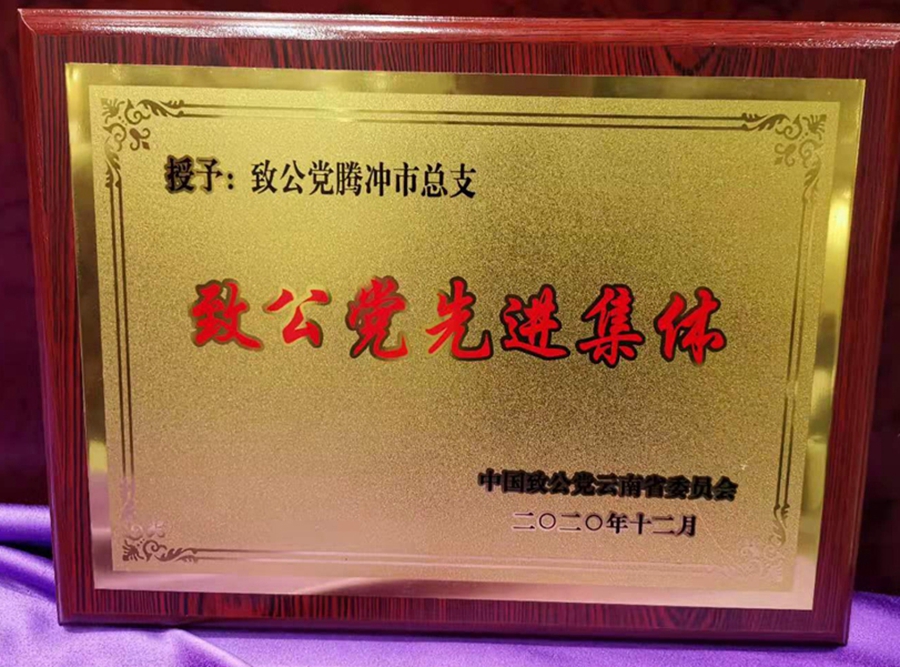 授予：致公党腾冲市总支
致公党先进集体
中国致公党云南省委员会
二〇二〇年十二月